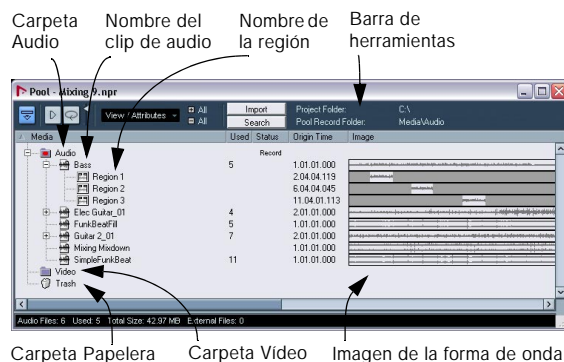 Carpeta Audio
Nombre del clip de audio
Nombre de la región
Barra de herramientas
Pool - Mixing 9.npr
View / Attributes
All
All
Import
Search
Project Folder: C:\
Pool Record Folder: Media\Audio
Media Used Status Origin Time Image
Audio Record
Bass 5 1.01.01.000
Region 1 2.04.04.119
Region 2 6.04.04.045
Region 3 11.04.01.113
Elec Guitar_01 4 2.01.01.000
FunkBeatFill 5 1.01.01.000
Guitar 2_01 7 2.01.01.000
Mixing Mixdown 1.01.01.000
SimpleFunkBeat 11 1.01.01.000
Video
Trash
Audio Files: 6 Used: 5 Total Size: 42.97 MB External Files: 0
Carpeta Papelera
Carpeta Vídeo
Imagen de la forma de onda